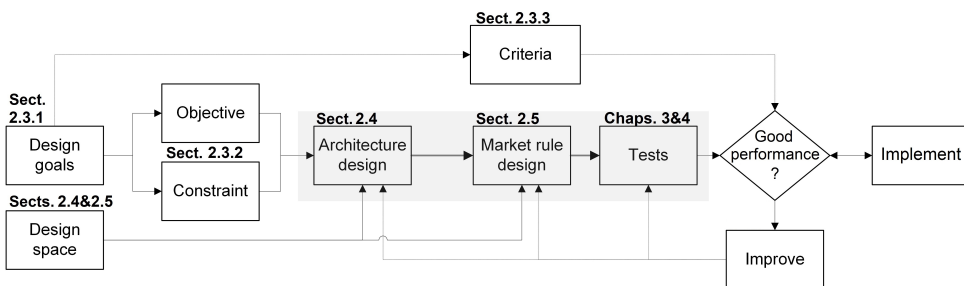 Sect. 2.3.3
Criteria
Sect.
2.3.1
Design
goals
Objective
Sect. 2.3.2
Constraint
Sect. 2.4
Architecture
design
Sect. 2.5
Market rule
design
Chaps. 3&4
Tests
Good
performance
?
Implement
Sects. 2.4&2.5
Design
space
Improve